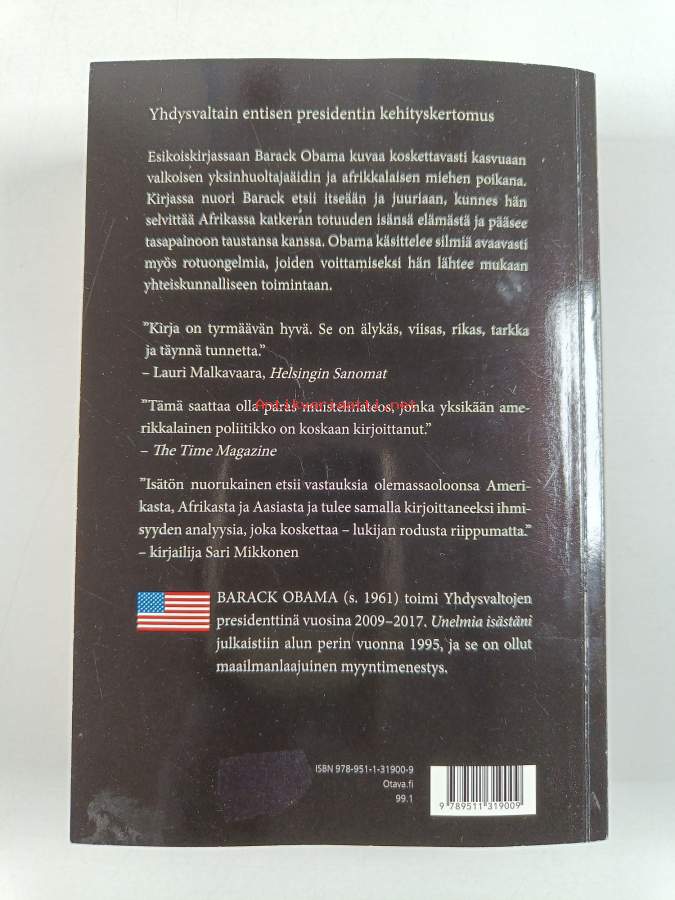 Yhdysvaltain entisen presidentin kehityskertomus
Esikoiskirjassaan Barack Obama kuvaa koskettavasti kasvuaan
valkoisen yksinhuoltajaäidin ja afrikkalaisen miehen poikana.
Kirjassa nuori Barack etsii itseään ja juuriaan, kunnes hän
selvittää Afrikassa katkeran totuuden isänsä elämästä ja pääsee
tasapainoon taustansa kanssa. Obama käsittelee silmiä avaavasti
myös rotuongelmia, joiden voittamiseksi hän lähtee mukaan
yhteiskunnalliseen toimintaan.
”Kirja on tyrmäävän hyvä. Se on älykäs, viisas, rikas, tarkka
ja täynnä tunnetta.”
– Lauri Malkavaara, Helsingin Sanomat
”Tämä saattaa olla paras muistelmateos, jonka yksikään ame-
Antikvariaatti.net
rikkalainen poliitikko on koskaan kirjoittanut.”
– The Time Magazine
”Isätön nuorukainen etsii vastauksia olemassaoloonsa Ameri-
kasta, Afrikasta ja Aasiasta ja tulee samalla kirjoittaneeksi ihmi-
syyden analyysia, joka koskettaa – lukijan rodusta riippumatta.”
– kirjailija Sari Mikkonen
BARACK OBAMA (s. 1961) toimi Yhdysvaltojen
presidenttinä vuosina 2009–2017. Unelmia isästäni
julkaistiin alun perin vuonna 1995, ja se on ollut
maailmanlaajuinen myyntimenestys.
ISBN 978-951-1-31900-9
Otava.fi
99.1
9 789511 319009